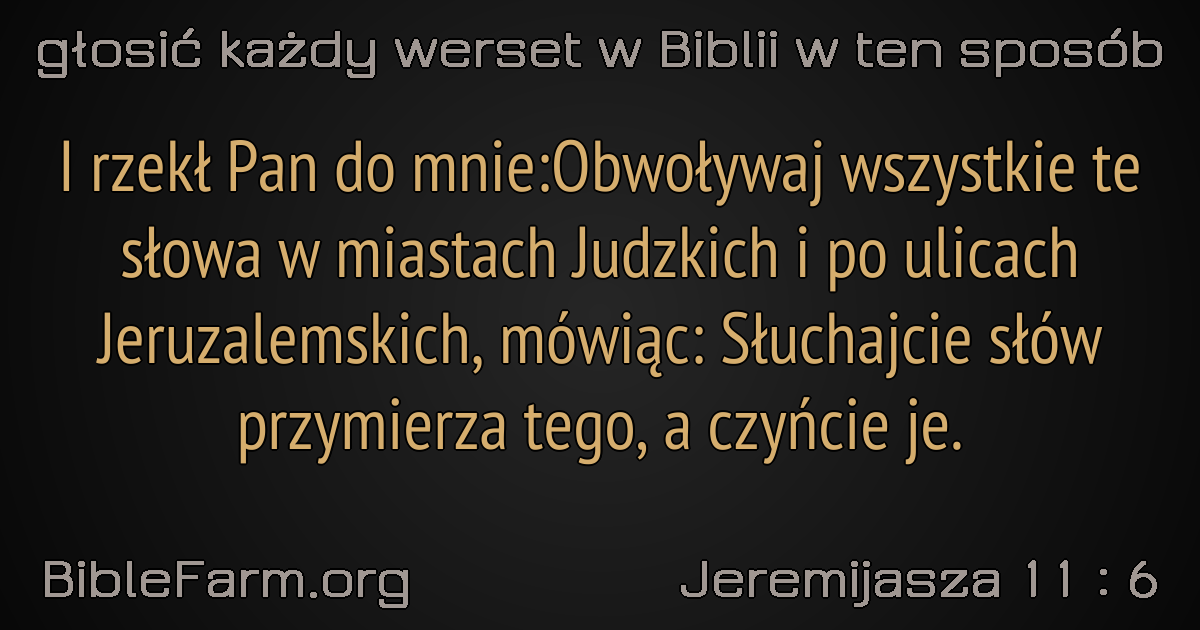 głosić każdy werset w Biblii w ten sposób
I rzekł Pan do mnie:Obwoływaj wszystkie te
słowa w miastach Judzkich i po ulicach
Jeruzalemskich, mówiąc: Słuchajcie słów
przymierza tego, a czyńcie je.
BibleFarm.org
Jeremijasza 11 : 6